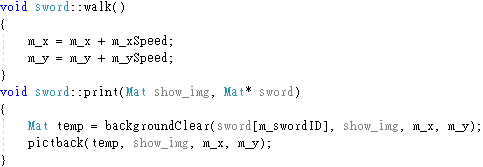 void sword::walk()
{
m_x = m_x + m_xSpeed;
m_y = m_y + m_ySpeed;
}
void sword::print(Mat show_img, Mat* sword)
{
Mat temp = backgroundClear(sword[m_swordID], show_img, m_x, m_y);
pictback(temp, show_img, m_x, m_y);
}